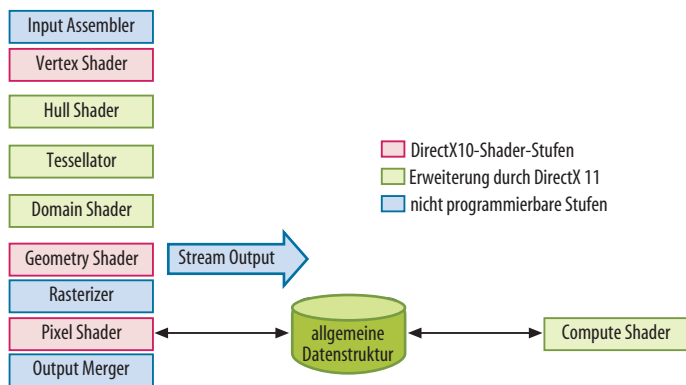 Input Assembler
Vertex Shader
Hull Shader
Tessellator
Domain Shader
Geometry Shader
Stream Output
Rasterizer
Pixel Shader
Output Merger
DirectX10-Shader-Stufen
Erweiterung durch DirectX 11
nicht programmierbare Stufen
allgemeine
Datenstruktur
Compute Shader